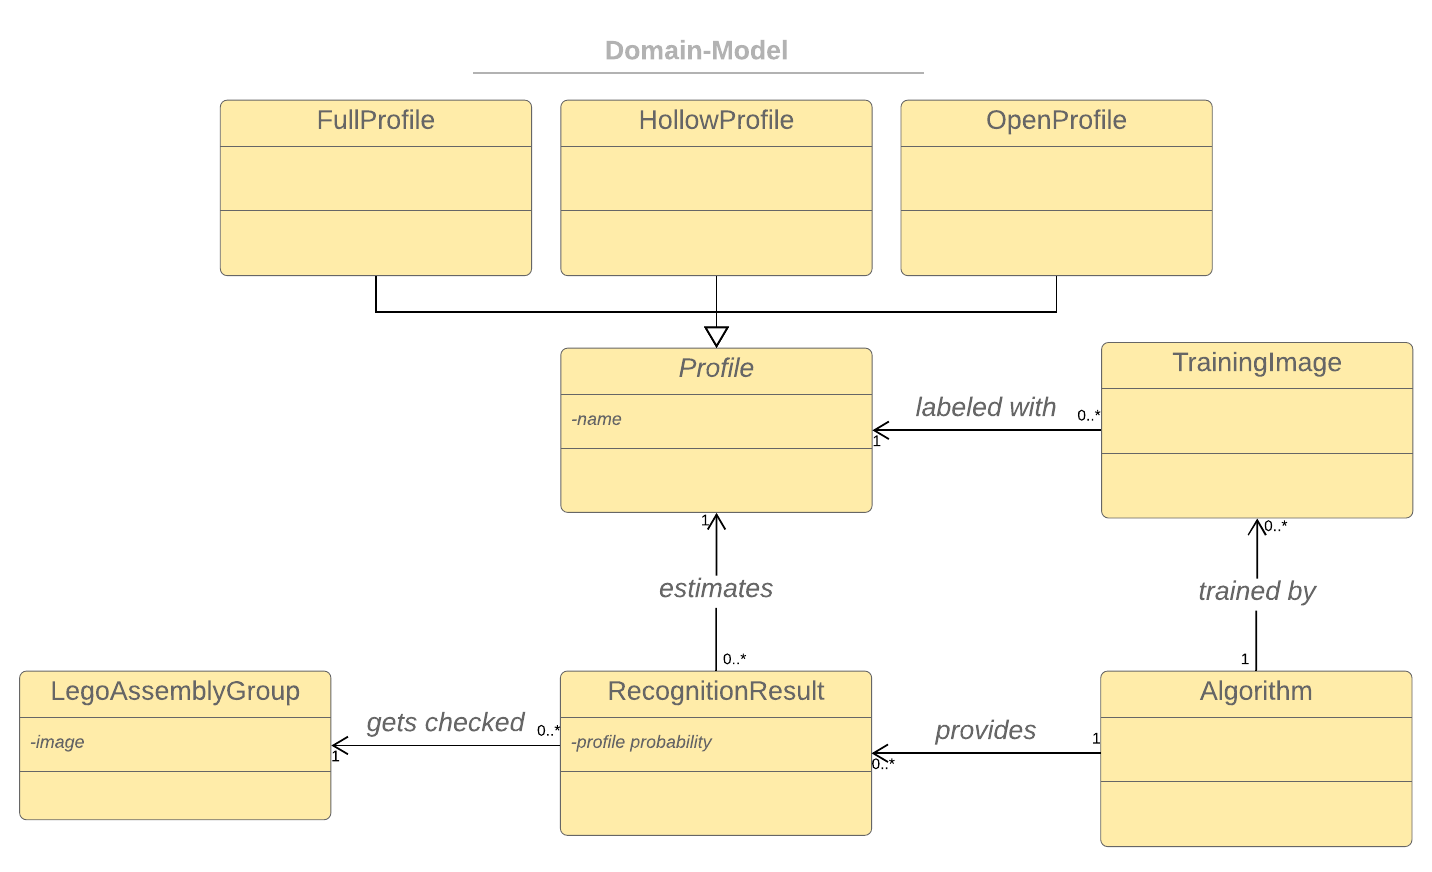 Domain-Model
FullProfile
HollowProfile
OpenProfile
Profile
-name
TrainingImage
labeled with
0..*
1
1
0..*
estimates
trained by
0..*
1
LegoAssemblyGroup
-image
gets checked
0..*
1
RecognitionResult
-profile probability
provides
1
0..*
Algorithm